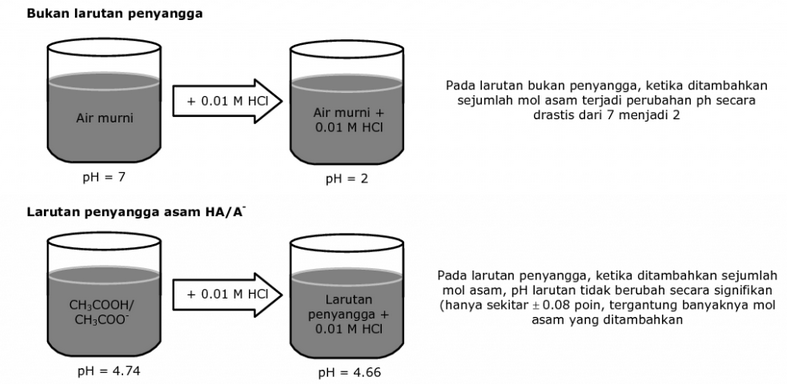 Bukan larutan penyangga
Air murni
+ 0.01 M HCl
Air murni +
0.01 M HCl
pH = 7
pH = 2
Pada larutan bukan penyangga, ketika ditambahkan
sejumlah mol asam terjadi perubahan ph secara
drastis dari 7 menjadi 2
Larutan penyangga asam HA/A⁻
CH₃COOH/
CH₃COO⁻
+ 0.01 M HCl
Larutan
penyangga +
0.01 M HCl
pH = 4.74
pH = 4.66
Pada larutan penyangga, ketika ditambahkan sejumlah
mol asam, pH larutan tidak berubah secara signifikan
(hanya sekitar ± 0.08 poin, tergantung banyaknya mol
asam yang ditambahkan